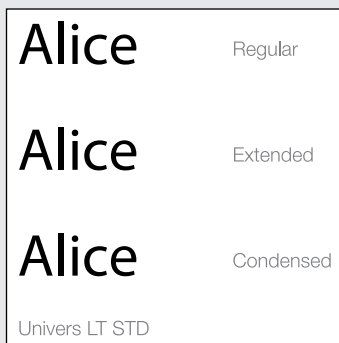 Alice Regular
Alice Extended
Alice Condensed
Univers LT STD